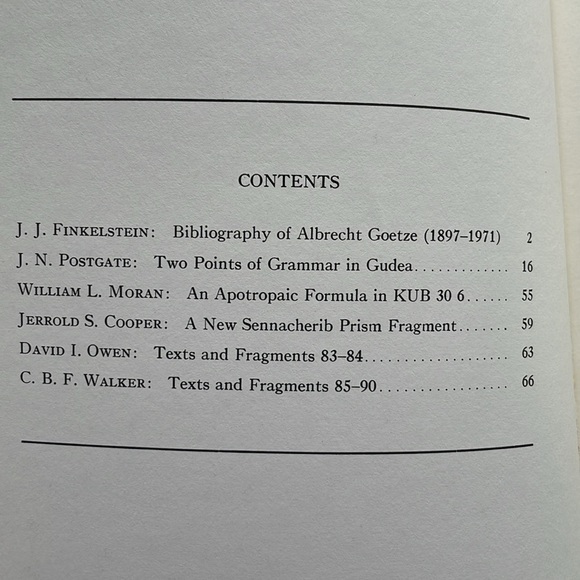 CONTENTS
J. J. FINKELSTEIN: Bibliography of Albrecht Goetze (1897–1971) 2
J. N. POSTGATE: Two Points of Grammar in Gudea............. 16
WILLIAM L. MORAN: An Apotropaic Formula in KUB 30 6...... 55
JERROLD S. COOPER: A New Sennacherib Prism Fragment....... 59
DAVID I. OWEN: Texts and Fragments 83–84.................. 63
C. B. F. WALKER: Texts and Fragments 85–90................. 66